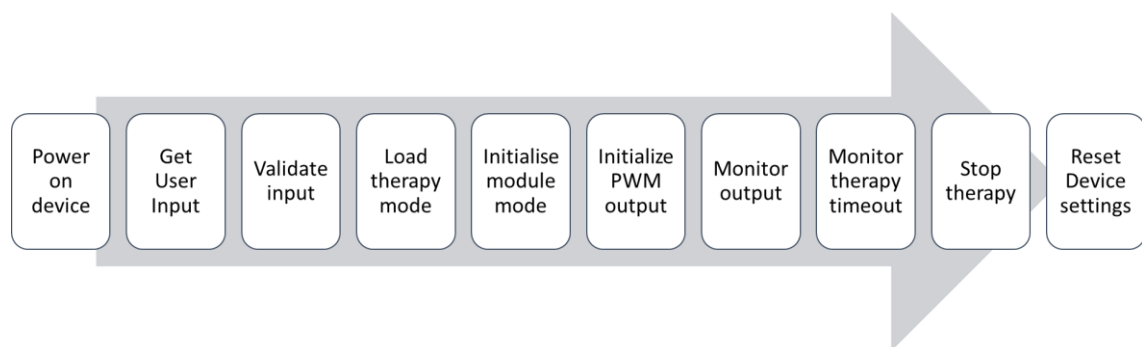 Power
on
device
Get
User
Input
Validate
input
Load
therapy
mode
Initialise
module
mode
Initialize
PWM
output
Monitor
output
Monitor
therapy
timeout
Stop
therapy
Reset
Device
settings